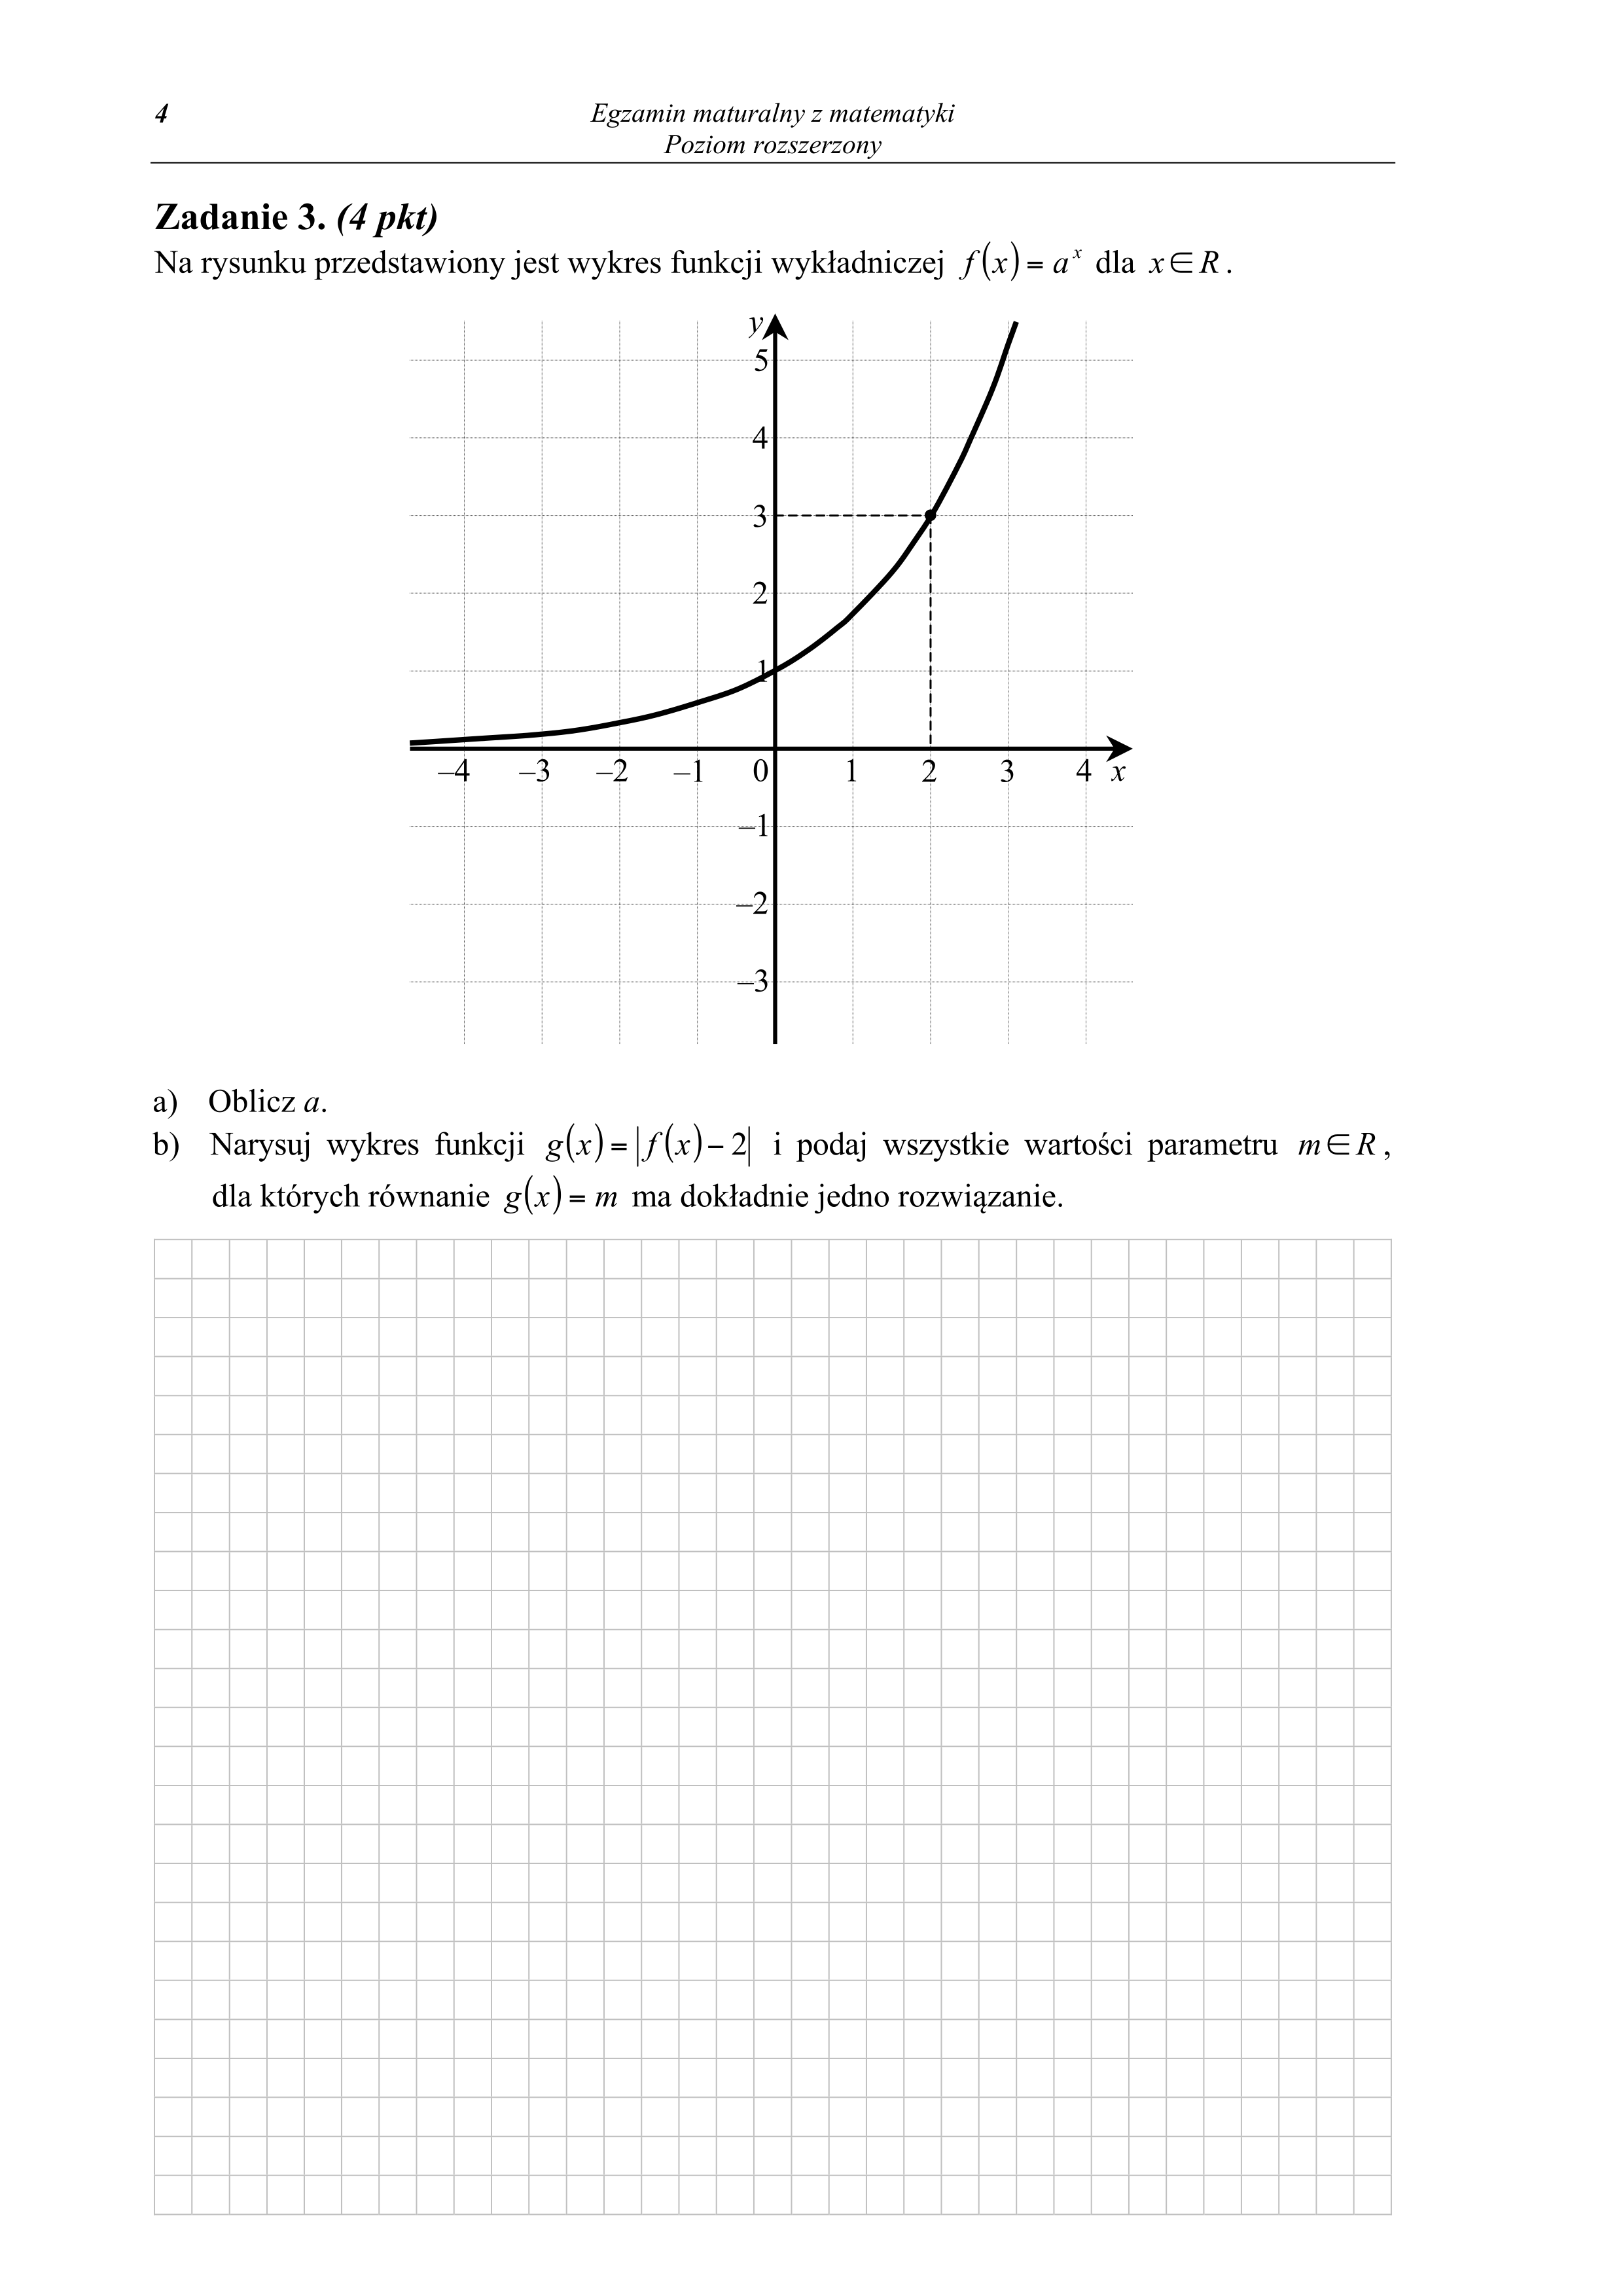 4
Egzamin maturalny z matematyki
Poziom rozszerzony
Zadanie 3. (4 pkt)
Na rysunku przedstawiony jest wykres funkcji wykładniczej f(x) = a^x dla x∈R.
y
5
4
3
2
1
–4 –3 –2 –1 0 1 2 3 4 x
–1
–2
–3
a) Oblicz a.
b) Narysuj wykres funkcji g(x) = |f(x) – 2| i podaj wszystkie wartości parametru m∈R,
dla których równanie g(x) = m ma dokładnie jedno rozwiązanie.